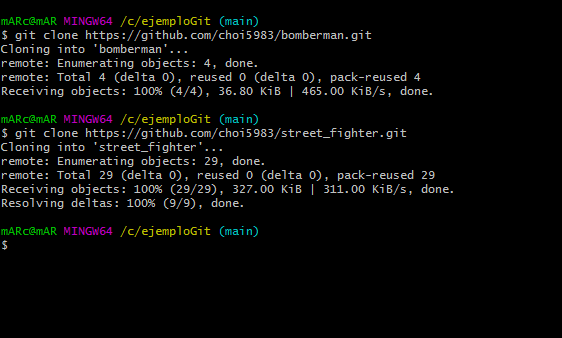 mARc@mAR MINGW64 /c/ejemploGit (main)
$ git clone https://github.com/choi5983/bomberman.git
Cloning into 'bomberman'...
remote: Enumerating objects: 4, done.
remote: Total 4 (delta 0), reused 0 (delta 0), pack-reused 4
Receiving objects: 100% (4/4), 36.80 KiB | 465.00 KiB/s, done.
mARc@mAR MINGW64 /c/ejemploGit (main)
$ git clone https://github.com/choi5983/street_fighter.git
Cloning into 'street_fighter'...
remote: Enumerating objects: 29, done.
remote: Total 29 (delta 0), reused 0 (delta 0), pack-reused 29
Receiving objects: 100% (29/29), 327.00 KiB | 311.00 KiB/s, done.
Resolving deltas: 100% (9/9), done.
mARc@mAR MINGW64 /c/ejemploGit (main)
$